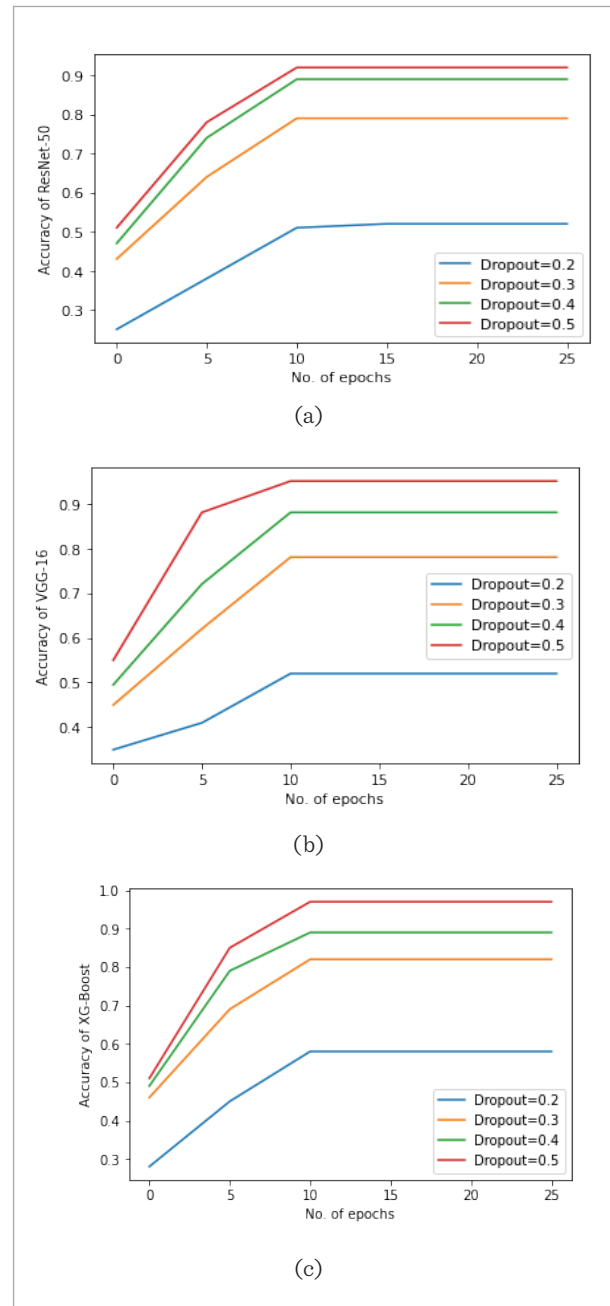 0.9
0.8
0.7
0.6
0.5
0.4
0.3
Accuracy of ResNet-50
Dropout=0.2
Dropout=0.3
Dropout=0.4
Dropout=0.5
0 5 10 15 20 25
No. of epochs
(a)
0.9
0.8
0.7
0.6
0.5
0.4
Accuracy of VGG-16
Dropout=0.2
Dropout=0.3
Dropout=0.4
Dropout=0.5
0 5 10 15 20 25
No. of epochs
(b)
1.0
0.9
0.8
0.7
0.6
0.5
0.4
0.3
Accuracy of XG-Boost
Dropout=0.2
Dropout=0.3
Dropout=0.4
Dropout=0.5
0 5 10 15 20 25
No. of epochs
(c)